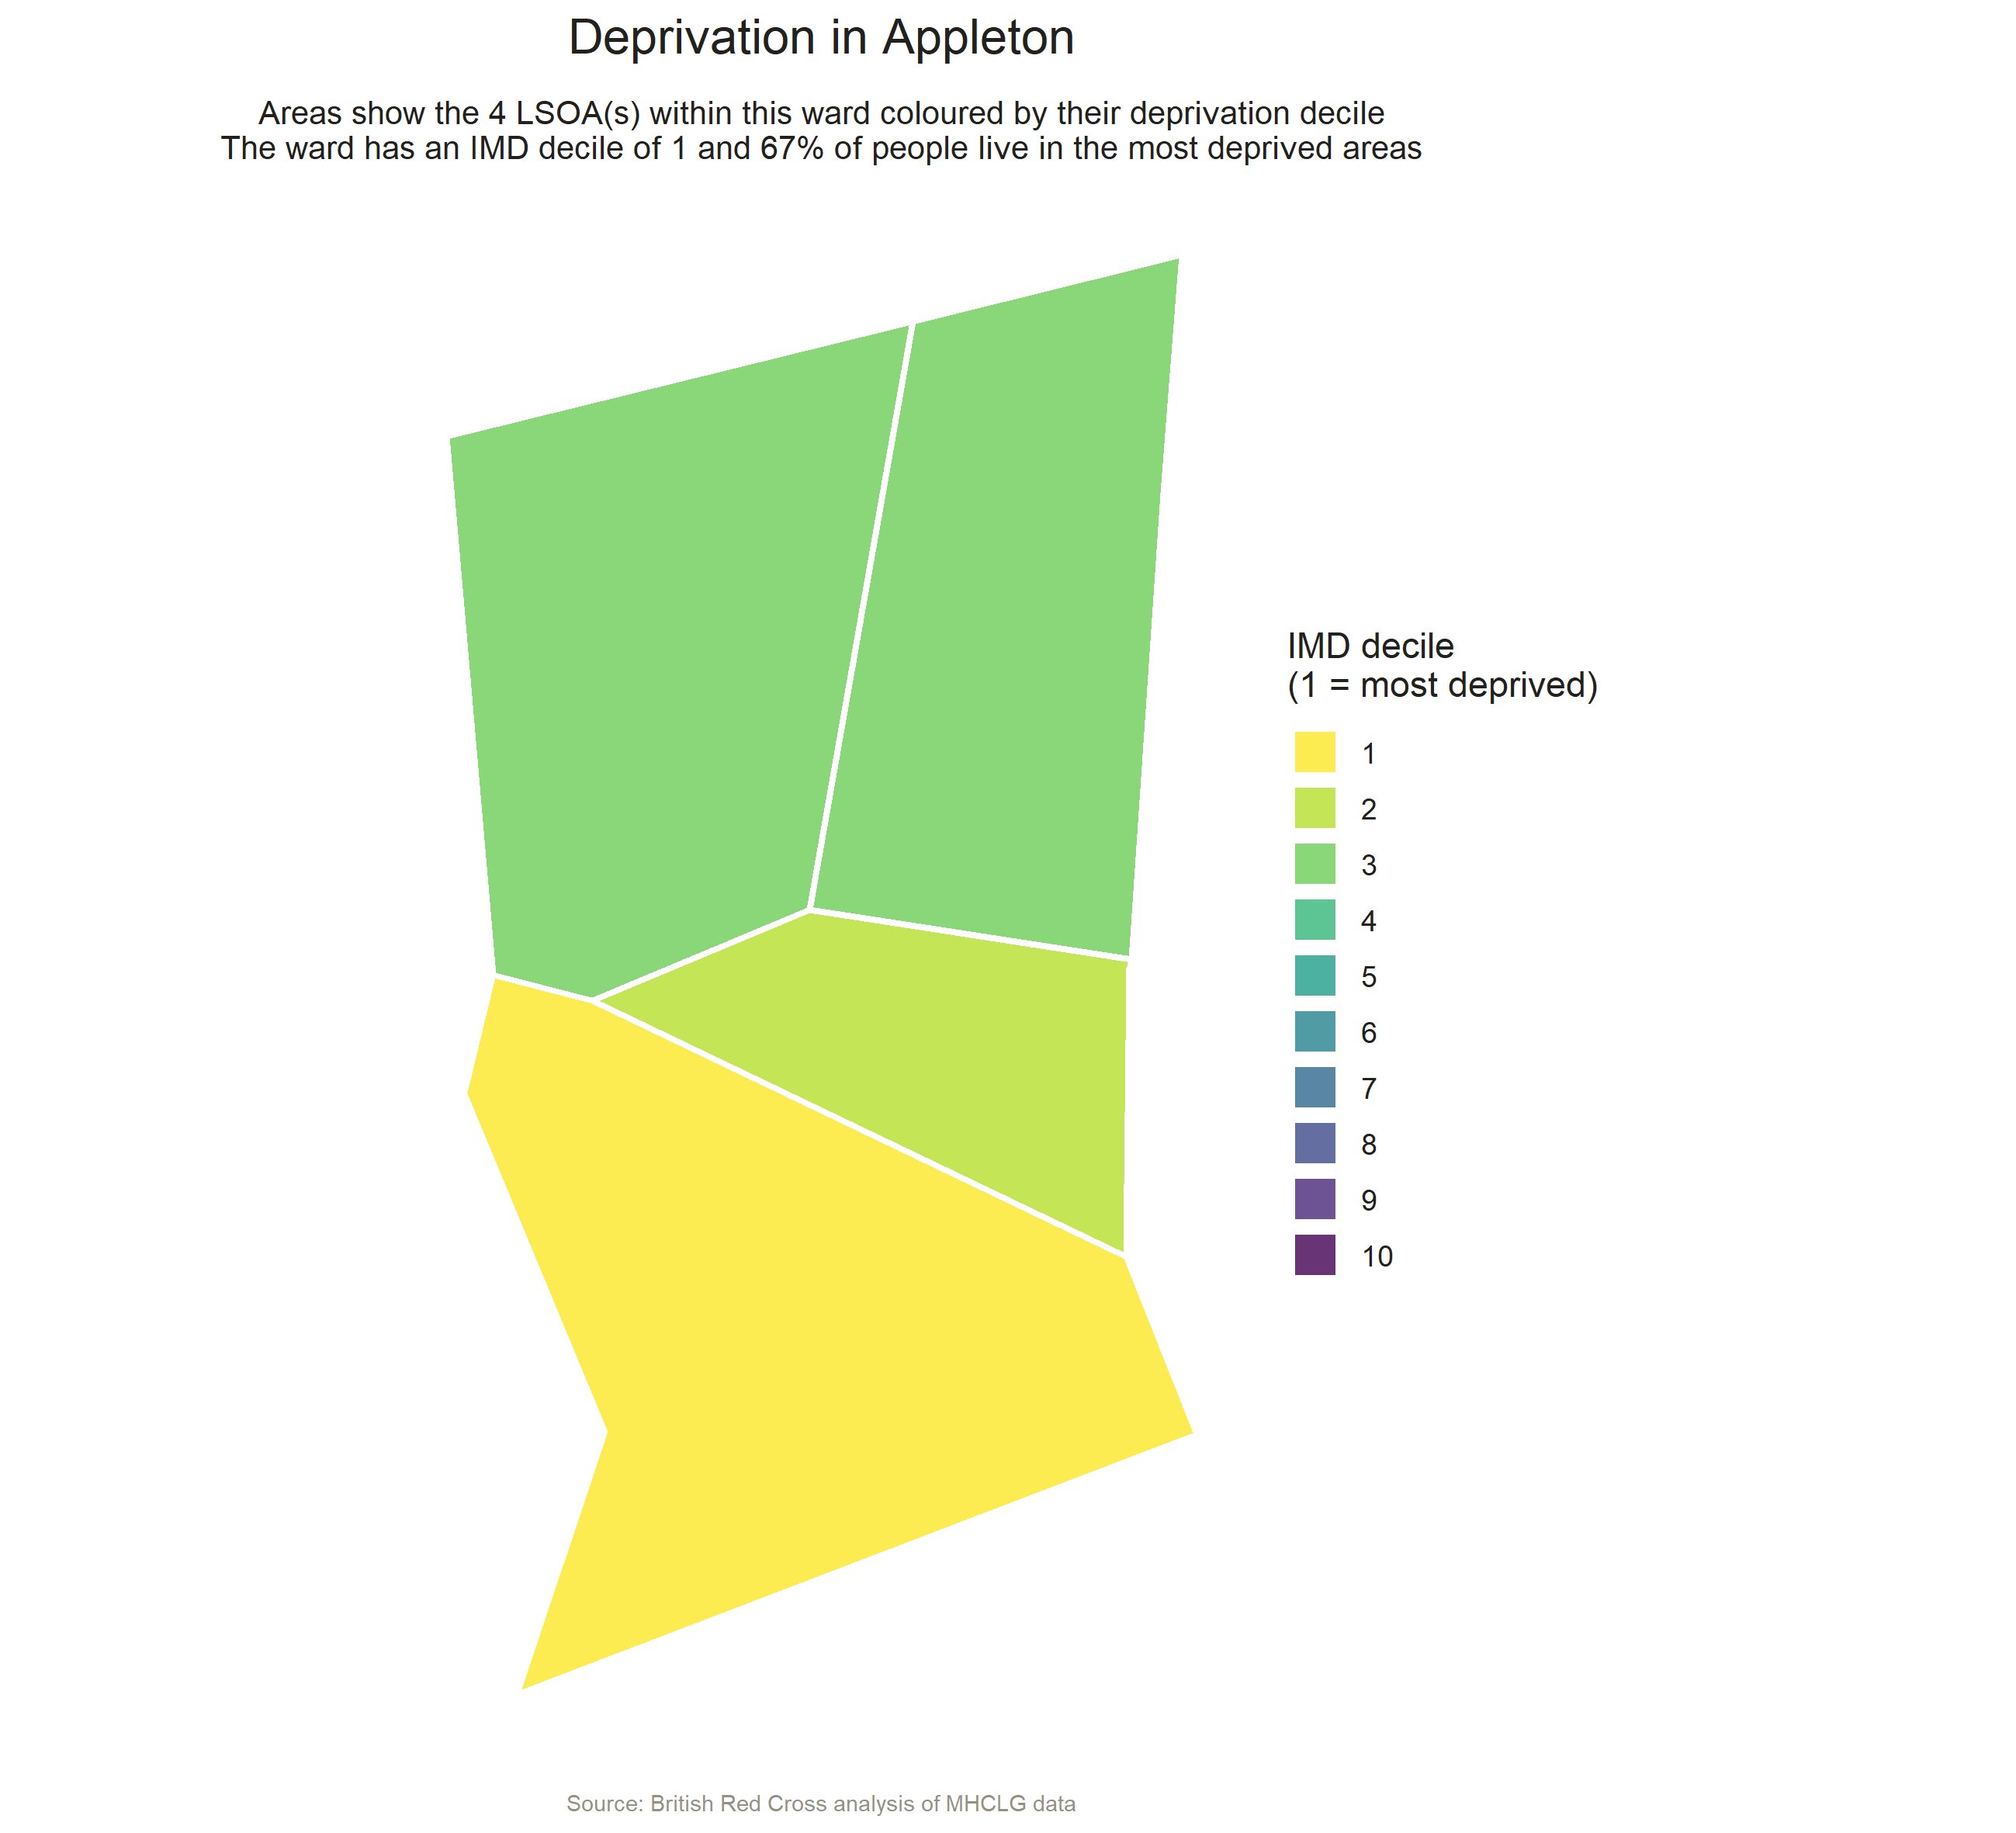 Deprivation in Appleton
Areas show the 4 LSOA(s) within this ward coloured by their deprivation decile
The ward has an IMD decile of 1 and 67% of people live in the most deprived areas
IMD decile
(1 = most deprived)
1
2
3
4
5
6
7
8
9
10
Source: British Red Cross analysis of MHCLG data